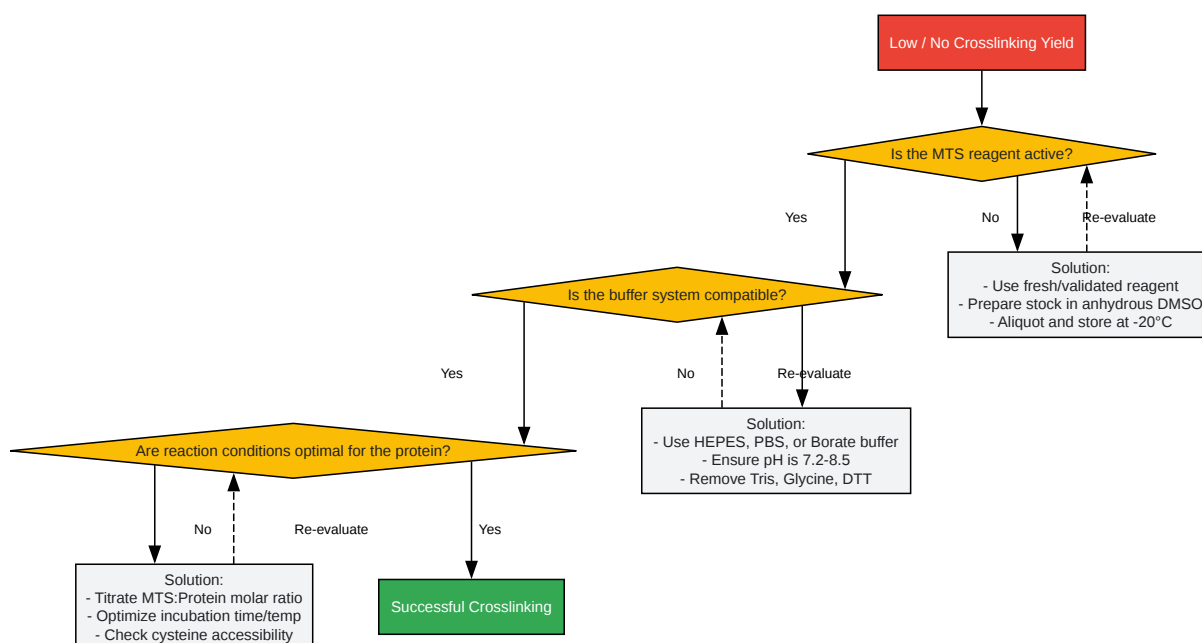 Low / No Crosslinking Yield
Is the MTS reagent active?
Yes
No
Re-evaluate
Solution:
- Use fresh/validated reagent
- Prepare stock in anhydrous DMSO
- Aliquot and store at -20°C
Is the buffer system compatible?
Yes
No
Re-evaluate
Solution:
- Use HEPES, PBS, or Borate buffer
- Ensure pH is 7.2-8.5
- Remove Tris, Glycine, DTT
Are reaction conditions optimal for the protein?
No
Re-evaluate
Yes
Solution:
- Titrate MTS:Protein molar ratio
- Optimize incubation time/temp
- Check cysteine accessibility
Successful Crosslinking